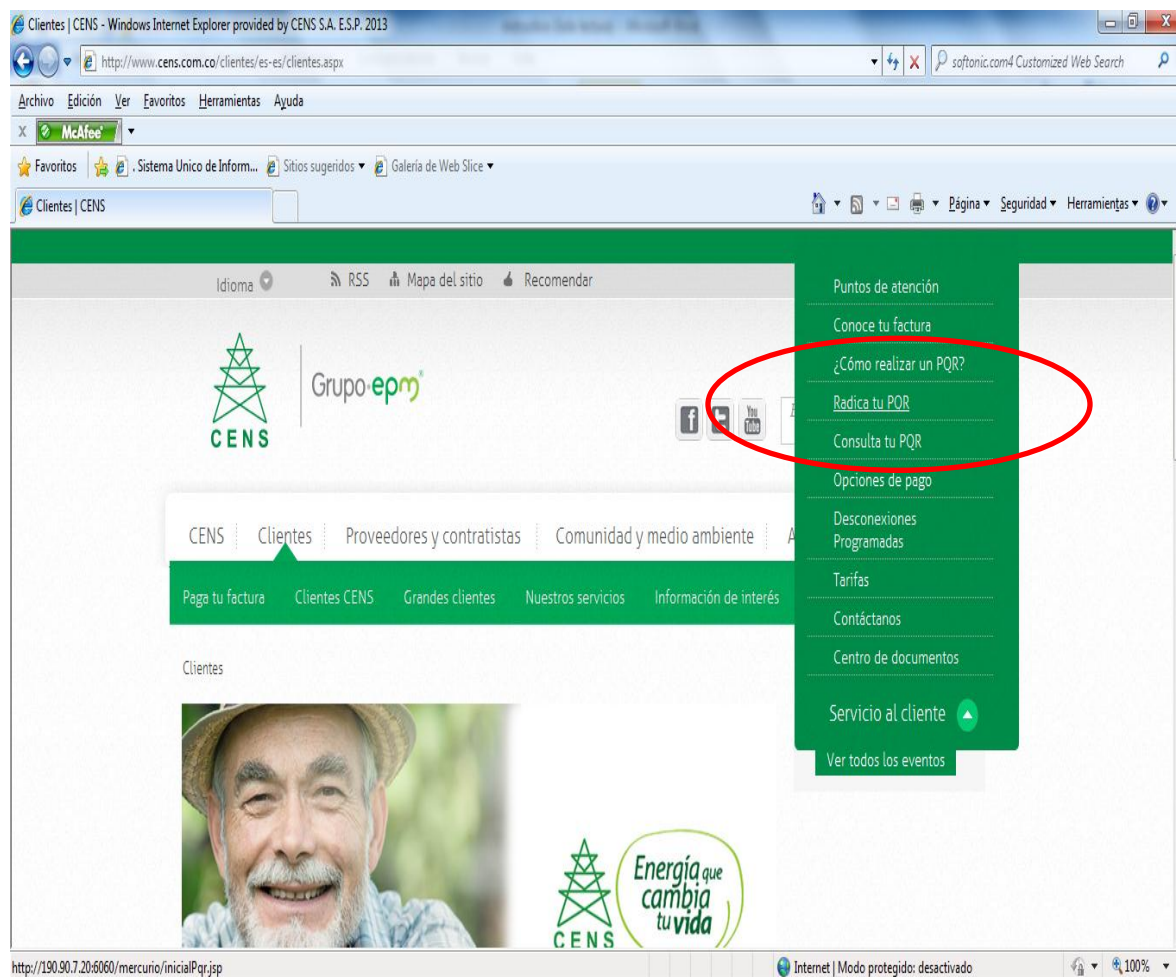 Clientes | CENS - Windows Internet Explorer provided by CENS S.A. E.S.P. 2013
http://www.cens.com.co/clientes/es-es/clientes.aspx
softonic.com4 Customized Web Search
Archivo Edición Ver Favoritos Herramientas Ayuda
X McAfee
Favoritos . Sistema Unico de Inform... Sitios sugeridos Galería de Web Slice
Clientes | CENS
Página Seguridad Herramientas
Idioma RSS Mapa del sitio Recomendar
Puntos de atención
Conoce tu factura
¿Cómo realizar un PQR?
Radica tu PQR
Consulta tu PQR
Opciones de pago
Desconexiones
Programadas
Tarifas
Contáctanos
Centro de documentos
Servicio al cliente
Ver todos los eventos
CENS
Grupo·epm®
You
Tube
CENS Clientes Proveedores y contratistas Comunidad y medio ambiente A
Paga tu factura Clientes CENS Grandes clientes Nuestros servicios Información de interés
Clientes
CENS
Energía que
cambia
tu vida
http://190.90.7.20:6060/mercurio/inicialPqr.jsp
Internet | Modo protegido: desactivado
100%